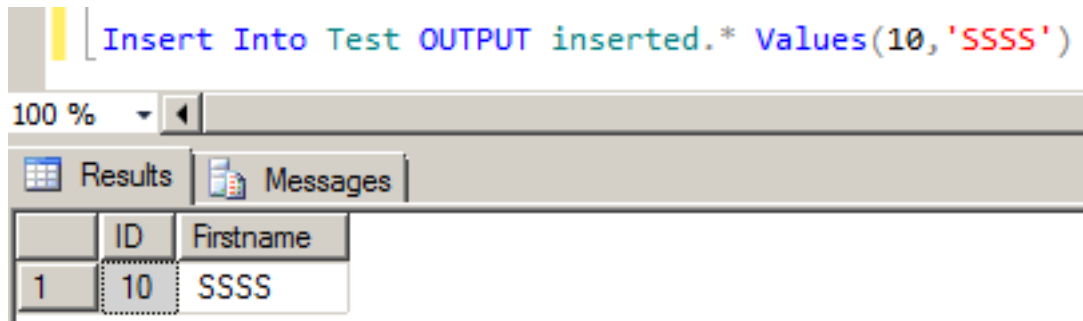 Insert Into Test OUTPUT inserted.* Values(10,'SSSS')
100 %
Results Messages
ID Firstname
1 10 SSSS